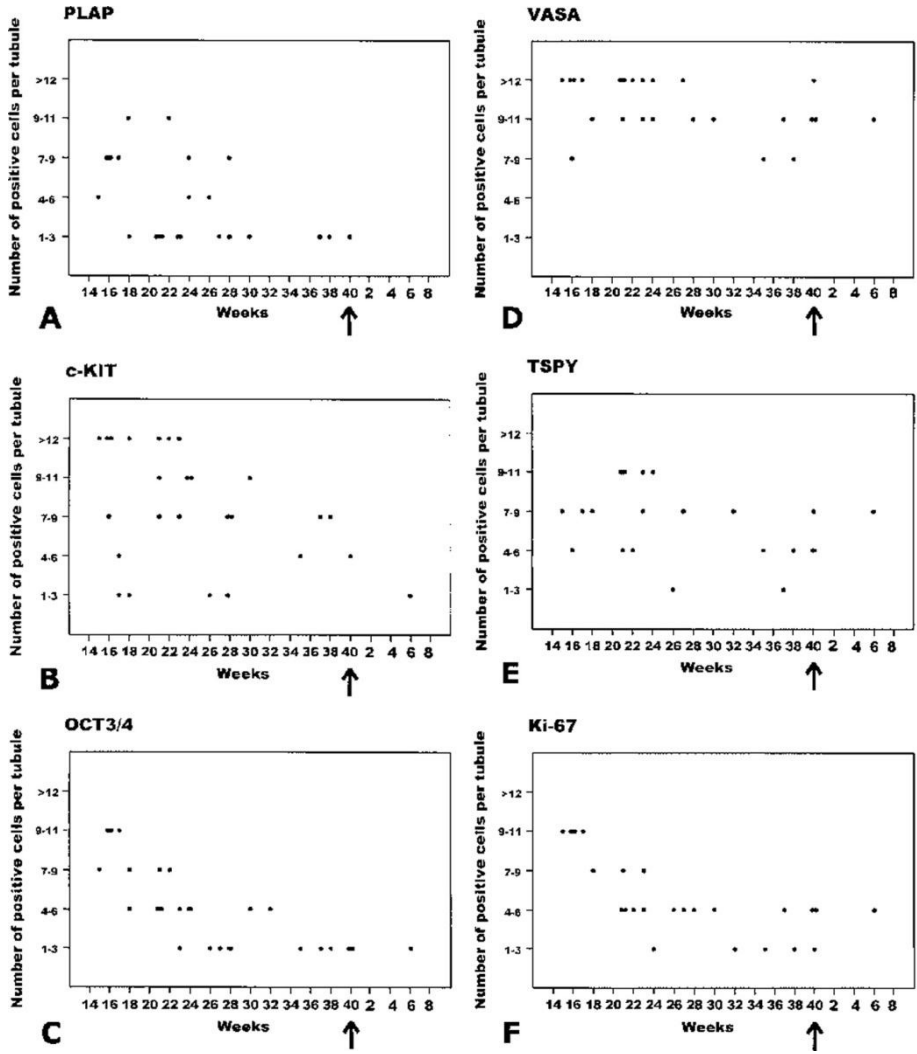 PLAP
Number of positive cells per tubule
>12
9-11
7-9
4-6
1-3
14 16 18 20 22 24 26 28 30 32 34 36 38 40 2 4 6 8
Weeks
A
c-KIT
Number of positive cells per tubule
>12
9-11
7-9
4-6
1-3
14 16 18 20 22 24 26 28 30 32 34 36 38 40 2 4 6 8
Weeks
B
OCT3/4
Number of positive cells per tubule
>12
9-11
7-9
4-6
1-3
14 16 18 20 22 24 26 28 30 32 34 36 38 40 2 4 6 8
Weeks
C
VASA
Number of positive cells per tubule
>12
9-11
7-9
4-6
1-3
14 16 18 20 22 24 26 28 30 32 34 36 38 40 2 4 6 8
Weeks
D
TSPY
Number of positive cells per tubule
>12
9-11
7-9
4-6
1-3
14 16 18 20 22 24 26 28 30 32 34 36 38 40 2 4 6 8
Weeks
E
Ki-67
Number of positive cells per tubule
>12
9-11
7-9
4-6
1-3
14 16 18 20 22 24 26 28 30 32 34 36 38 40 2 4 6 8
Weeks
F